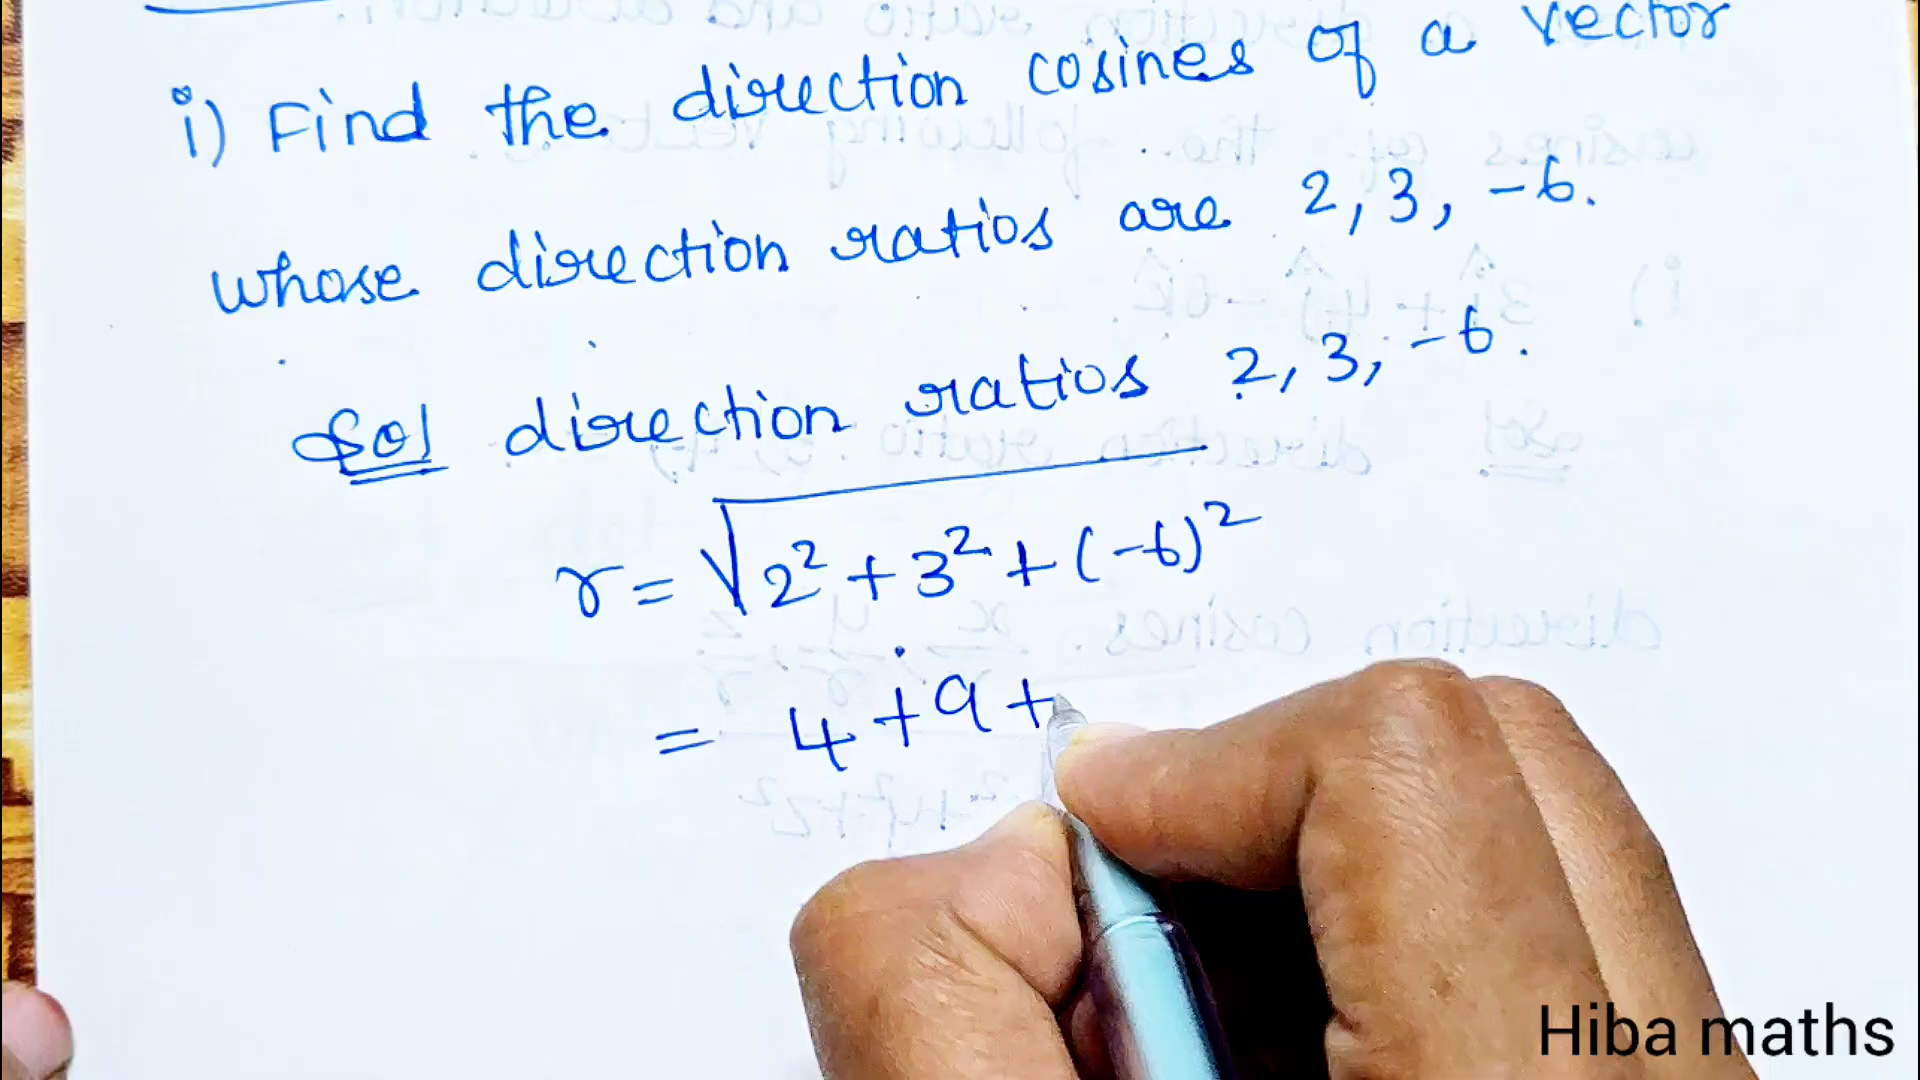 i) Find the direction cosines of a vector
whose direction ratios are 2, 3, -6.
Sol direction ratios 2, 3, -6.
r = √2² + 3² + (-6)²
= 4 + 9 +
Hiba maths